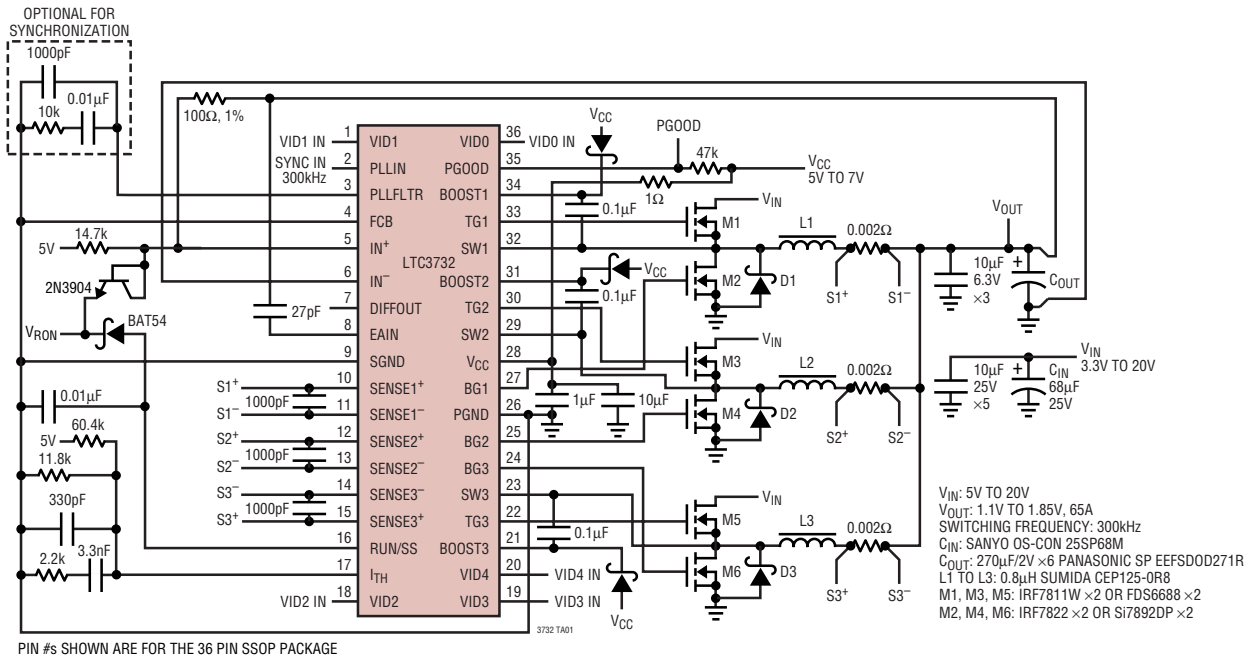 OPTIONAL FOR
SYNCHRONIZATION
1000pF
0.01μF
10k
100Ω, 1%
VCC
PGOOD
47k
VCC
5V TO 7V
1Ω
VID1 IN
1
VID1
VID0
36
VID0 IN
SYNC IN
300kHz
2
PLLIN
PGOOD
35
3
PLLFLTR
BOOST1
34
0.1μF
4
FCB
TG1
33
VIN
M1
5V
14.7k
5
IN+
SW1
32
L1
0.002Ω
VOUT
LTC3732
6
IN−
BOOST2
31
VCC
M2
D1
S1+
S1−
10μF
6.3V
×3
+
COUT
2N3904
0.1μF
7
DIFFOUT
TG2
30
27pF
BAT54
VRON
8
EAIN
SW2
29
VIN
M3
9
SGND
VCC
28
L2
0.002Ω
VIN
3.3V TO 20V
10μF
25V
×5
+
CIN
68μF
25V
S1+
10
SENSE1+
BG1
27
1000pF
1μF
10μF
M4
D2
S1−
11
SENSE1−
PGND
26
0.01μF
S2+
S2−
5V
60.4k
S2+
12
SENSE2+
BG2
25
1000pF
S2−
13
SENSE2−
BG3
24
11.8k
S3−
14
SENSE3−
SW3
23
VIN
1000pF
330pF
S3+
15
SENSE3+
TG3
22
M5
L3
0.002Ω
0.1μF
16
RUN/SS
BOOST3
21
M6
D3
2.2k
3.3nF
17
ITH
VID4
20
VID4 IN
S3+
S3−
VID2 IN
18
VID2
VID3
19
VID3 IN
VCC
3732 TA01
VIN: 5V TO 20V
VOUT: 1.1V TO 1.85V, 65A
SWITCHING FREQUENCY: 300kHz
CIN: SANYO OS-CON 25SP68M
COUT: 270μF/2V ×6 PANASONIC SP EEFSDOD271R
L1 TO L3: 0.8μH SUMIDA CEP125-0R8
M1, M3, M5: IRF7811W ×2 OR FDS6688 ×2
M2, M4, M6: IRF7822 ×2 OR Si7892DP ×2
PIN #s SHOWN ARE FOR THE 36 PIN SSOP PACKAGE